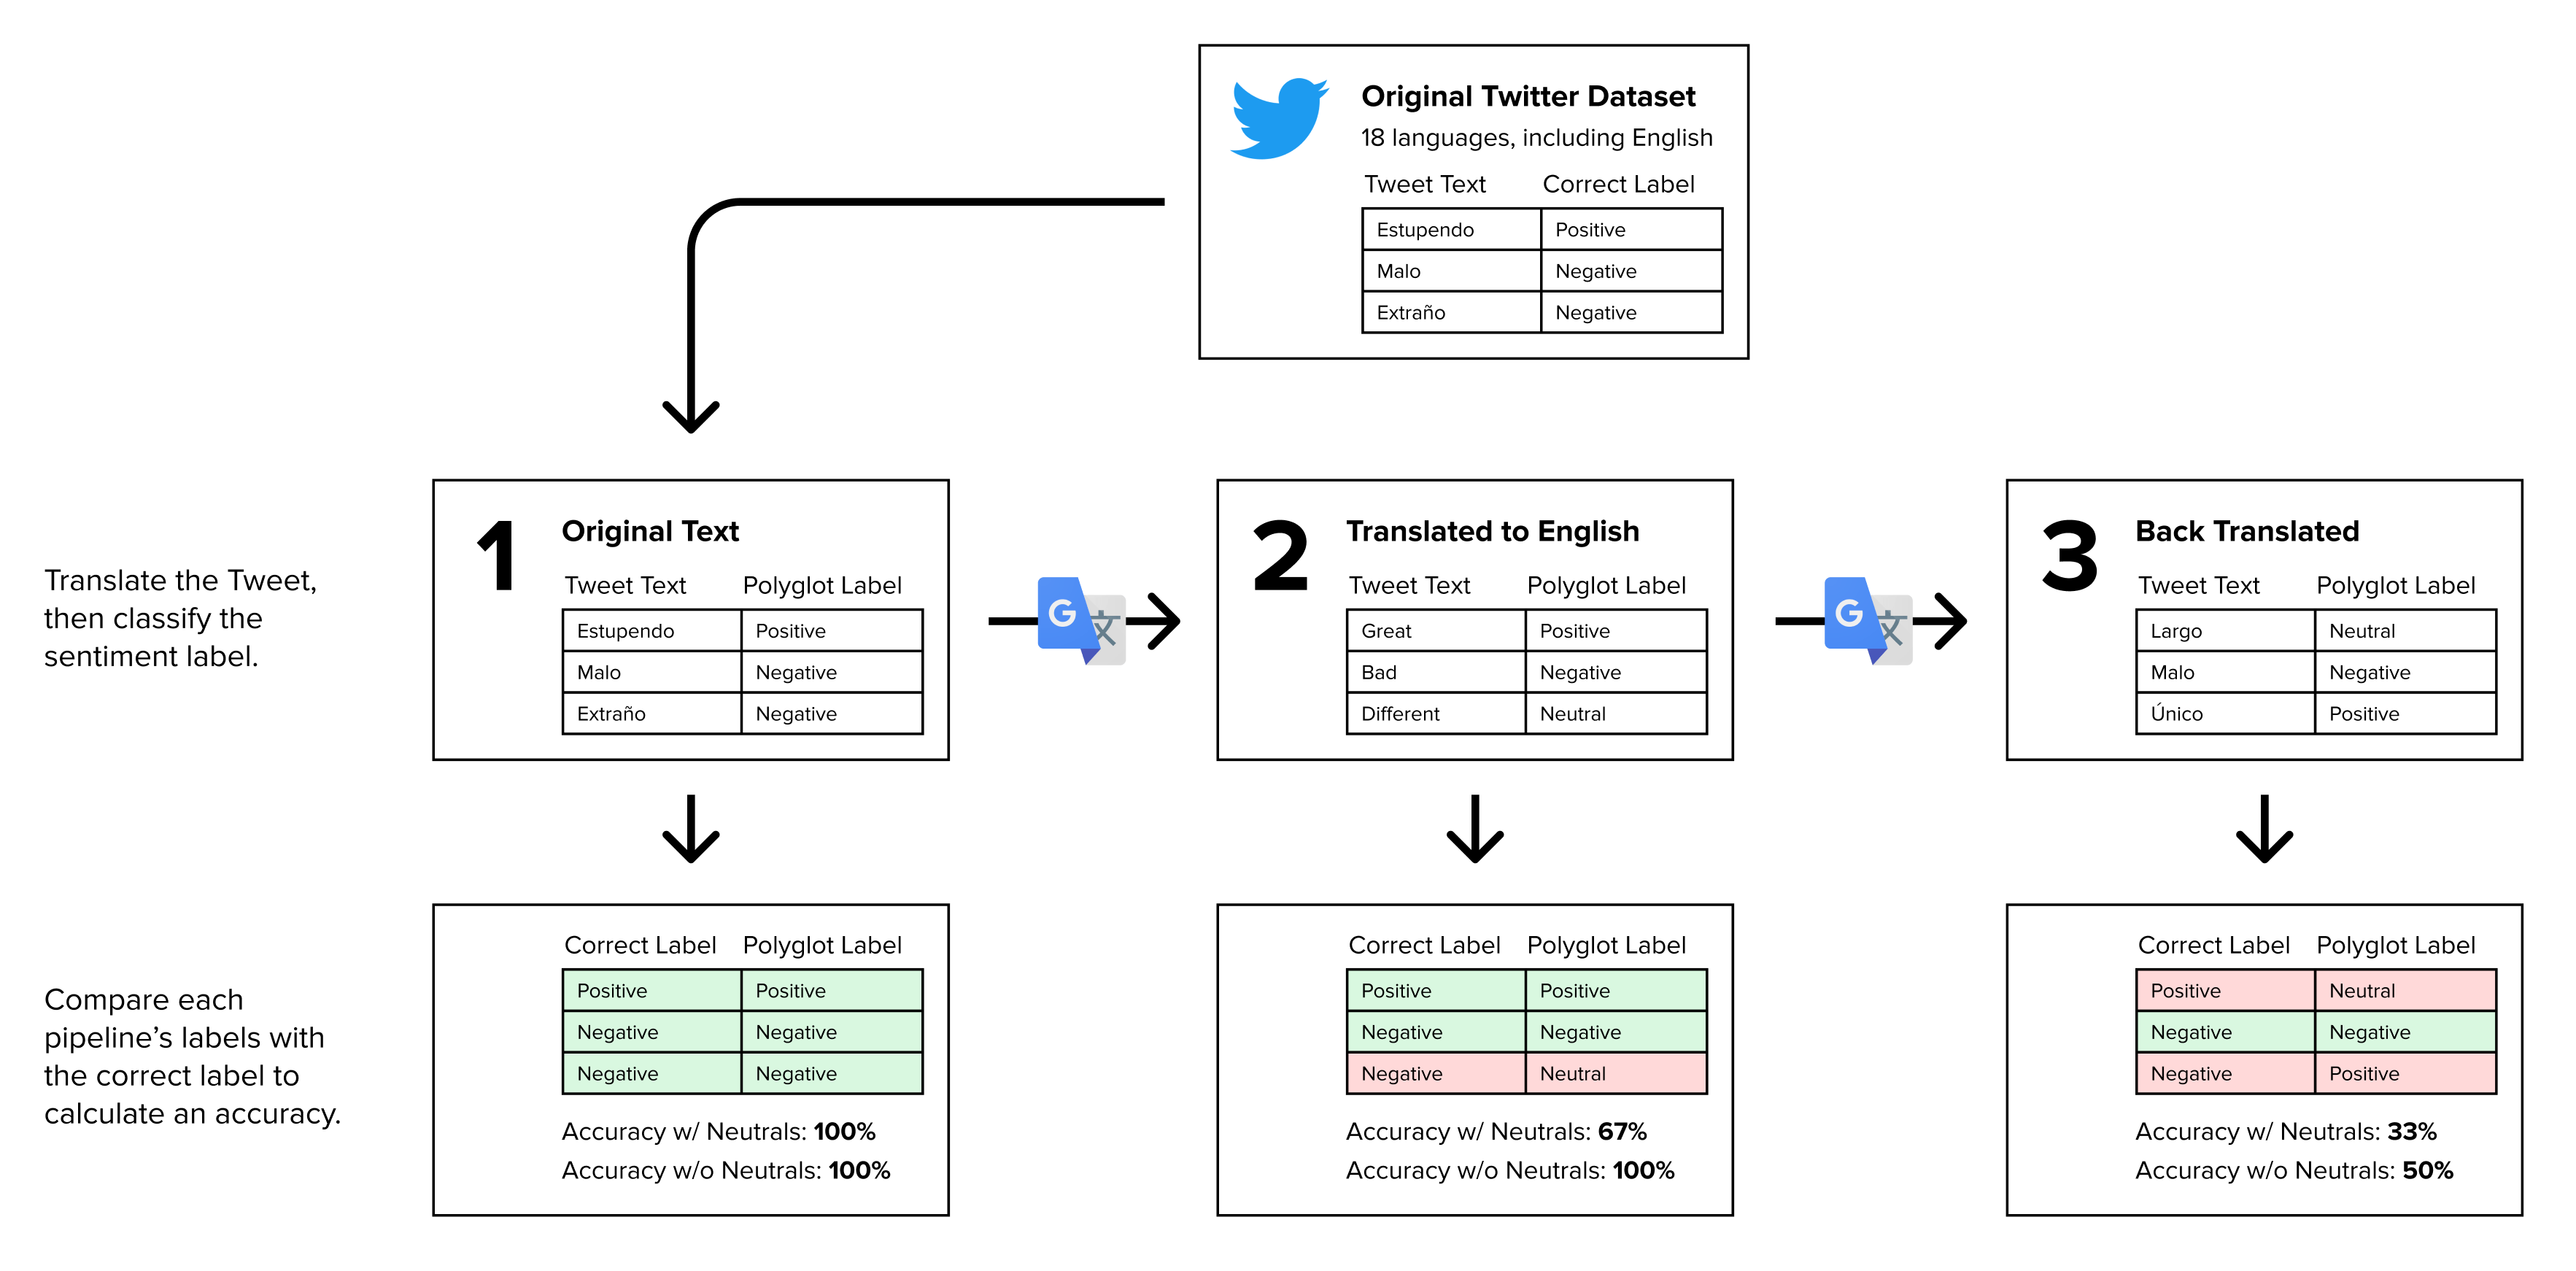 Original Twitter Dataset
18 languages, including English
Tweet Text Correct Label
Estupendo Positive
Malo Negative
Extraño Negative
Translate the Tweet,
then classify the
sentiment label.
1 Original Text
Tweet Text Polyglot Label
Estupendo Positive
Malo Negative
Extraño Negative
G 文
2 Translated to English
Tweet Text Polyglot Label
Great Positive
Bad Negative
Different Neutral
G 文
3 Back Translated
Tweet Text Polyglot Label
Largo Neutral
Malo Negative
Único Positive
Compare each
pipeline’s labels with
the correct label to
calculate an accuracy.
Correct Label Polyglot Label
Positive Positive
Negative Negative
Negative Negative
Accuracy w/ Neutrals: 100%
Accuracy w/o Neutrals: 100%
Correct Label Polyglot Label
Positive Positive
Negative Negative
Negative Neutral
Accuracy w/ Neutrals: 67%
Accuracy w/o Neutrals: 100%
Correct Label Polyglot Label
Positive Neutral
Negative Negative
Negative Positive
Accuracy w/ Neutrals: 33%
Accuracy w/o Neutrals: 50%